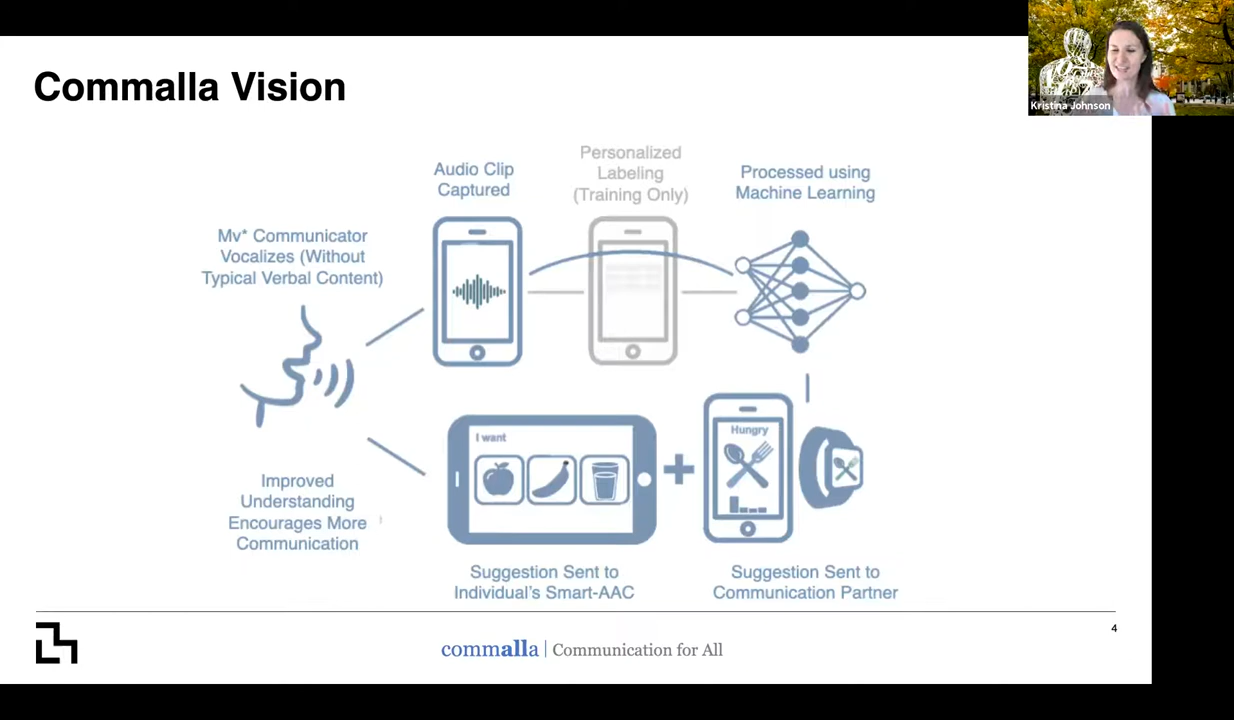 Commalla Vision
Kristina Johnson
Audio Clip
Captured
Personalized
Labeling
(Training Only)
Processed using
Machine Learning
Mv* Communicator
Vocalizes (Without
Typical Verbal Content)
I want
Hungry
Improved
Understanding
Encourages More
Communication
Suggestion Sent to
Individual's Smart-AAC
Suggestion Sent to
Communication Partner
4
commalla | Communication for All